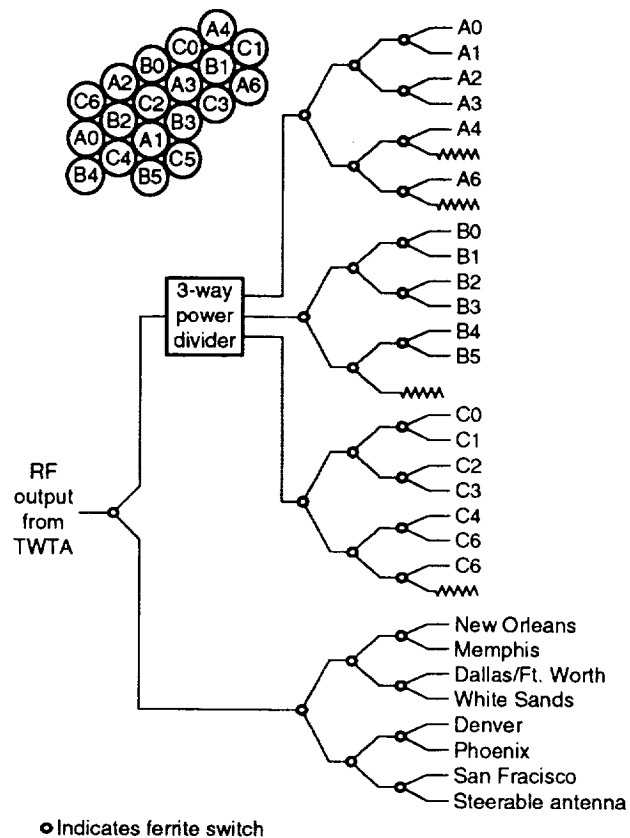 A4
C0
C1
B0
B1
A2
A3
A6
C6
C2
C3
B2
B3
A0
A1
C4
C5
B4
B5
A0
A1
A2
A3
A4
A6
B0
B1
B2
B3
B4
B5
3-way
power
divider
C0
C1
C2
C3
C4
C6
C6
RF
output
from
TWTA
New Orleans
Memphis
Dallas/Ft. Worth
White Sands
Denver
Phoenix
San Fracisco
Steerable antenna
Indicates ferrite switch